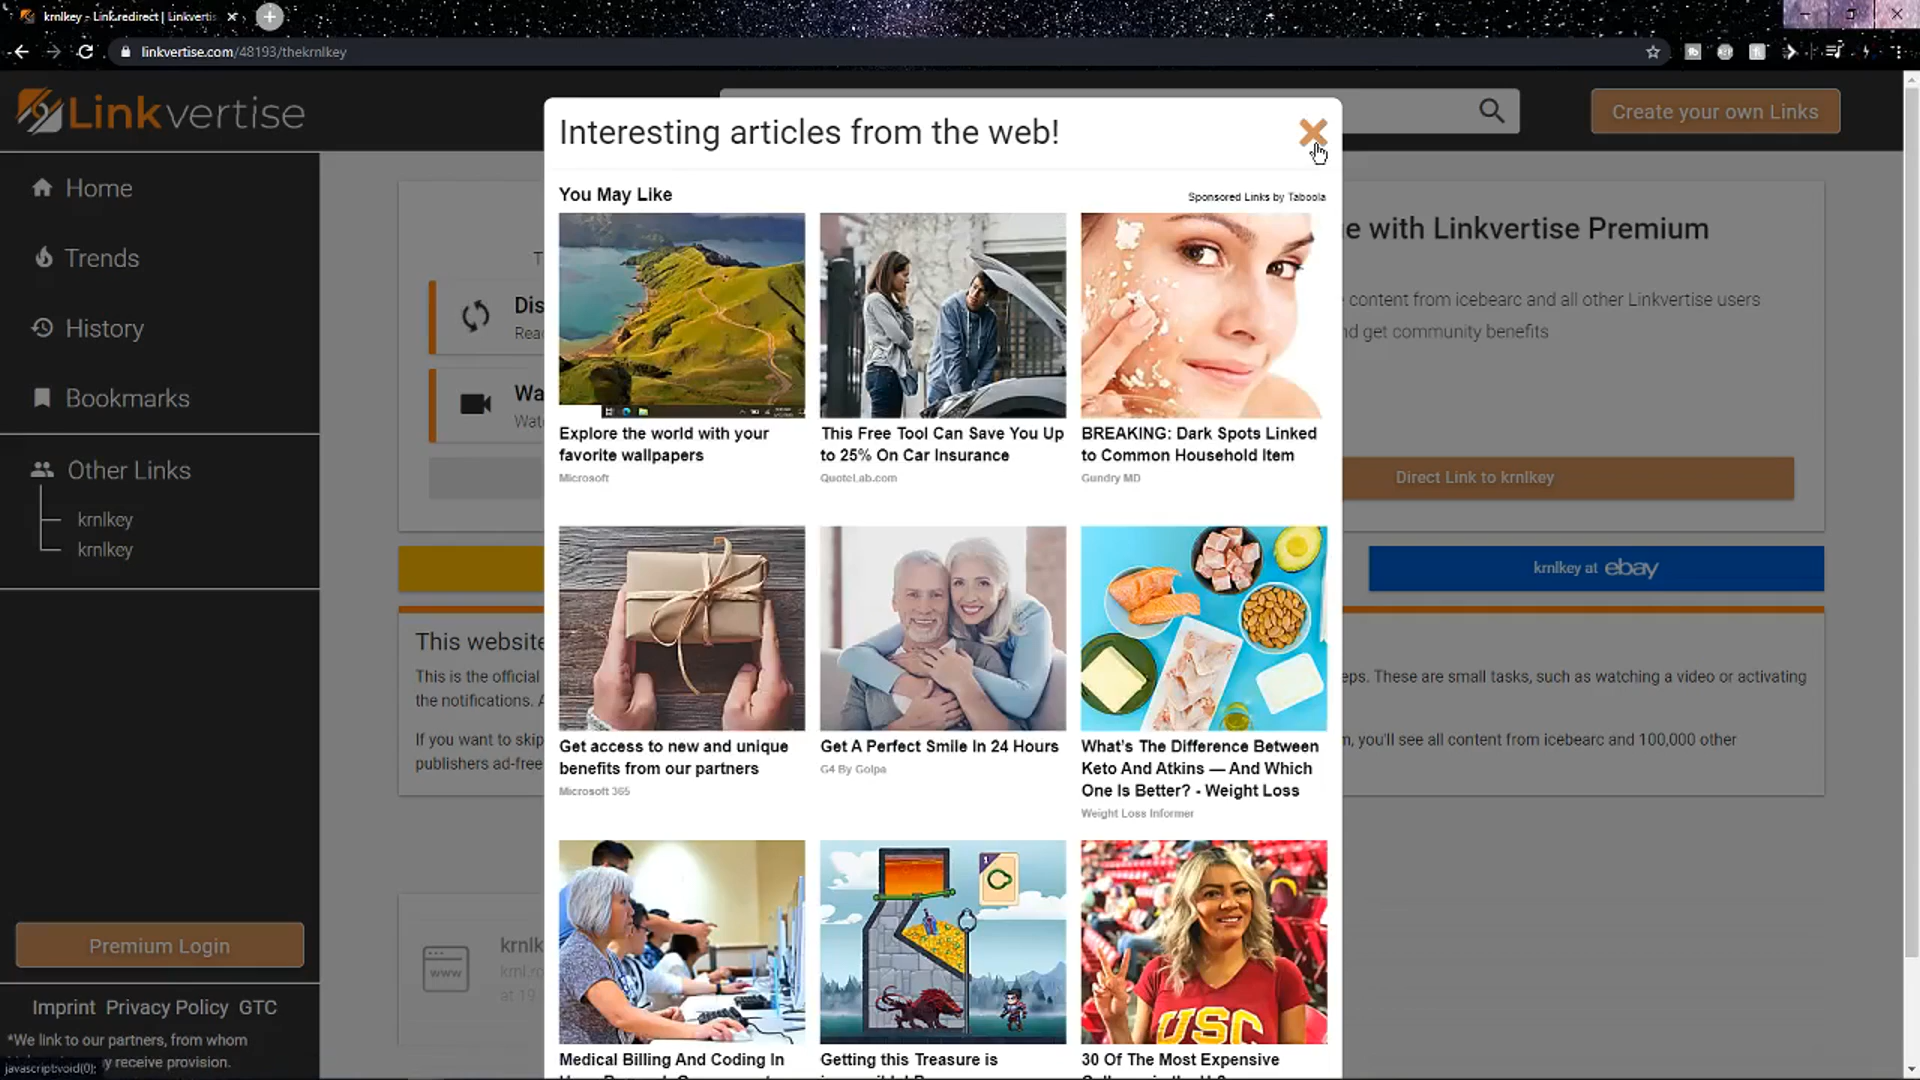 krnlkey - Link.redirect | Linkvertis
linkvertise.com/48193/thekrnlkey
Linkvertise
Create your own Links
Interesting articles from the web!
Home
Trends
History
Bookmarks
Other Links
krnlkey
krnlkey
Premium Login
Imprint Privacy Policy GTC
*We link to our partners, from whom
y receive provision.
javascript:void(0);
You May Like
Sponsored Links by Taboola
Explore the world with your
favorite wallpapers
Microsoft
This Free Tool Can Save You Up
to 25% On Car Insurance
QuoteLab.com
BREAKING: Dark Spots Linked
to Common Household Item
Gundry MD
Get access to new and unique
benefits from our partners
Microsoft 365
Get A Perfect Smile In 24 Hours
G4 By Golpa
What's The Difference Between
Keto And Atkins — And Which
One Is Better? - Weight Loss
Weight Loss Informer
1
USC
Medical Billing And Coding In
Getting this Treasure is
30 Of The Most Expensive
T
Dis
Rea
Wa
Wat
e with Linkvertise Premium
content from icebearc and all other Linkvertise users
nd get community benefits
Direct Link to krnlkey
krnlkey at ebay
This website
This is the official
the notifications. A
If you want to skip
publishers ad-free
eps. These are small tasks, such as watching a video or activating
n, you'll see all content from icebearc and 100,000 other
www
krnlk
krnl.r
at 19